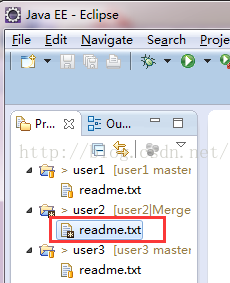 Java EE - Eclipse
File Edit Navigate Search Proje
Pr... Ou...
http://blog.csdn.net/
> user1 [user1 master
readme.txt
> user2 [user2|Merge
readme.txt
> user3 [user3 master
readme.txt